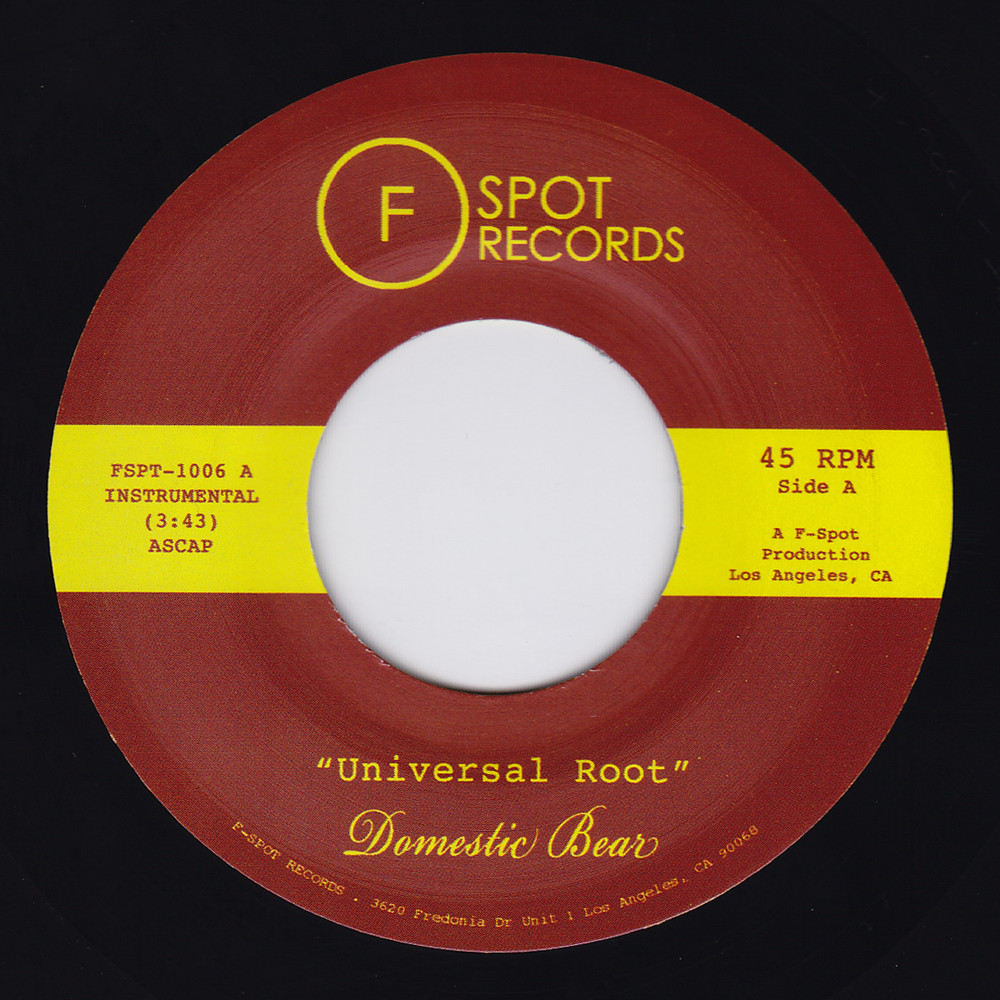 F
SPOT
RECORDS
FSPT-1006 A
INSTRUMENTAL
(3:43)
ASCAP
45 RPM
Side A
A F-Spot
Production
Los Angeles, CA
"Universal Root"
Domestic Bear
F-SPOT RECORDS . 3620 Fredonia Dr Unit 1 Los Angeles, CA 90068